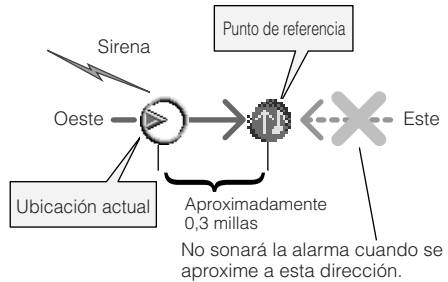 Punto de referencia
Sirena
Oeste
Este
Ubicación actual
Aproximadamente
0,3 millas
No sonará la alarma cuando se
aproxime a esta dirección.